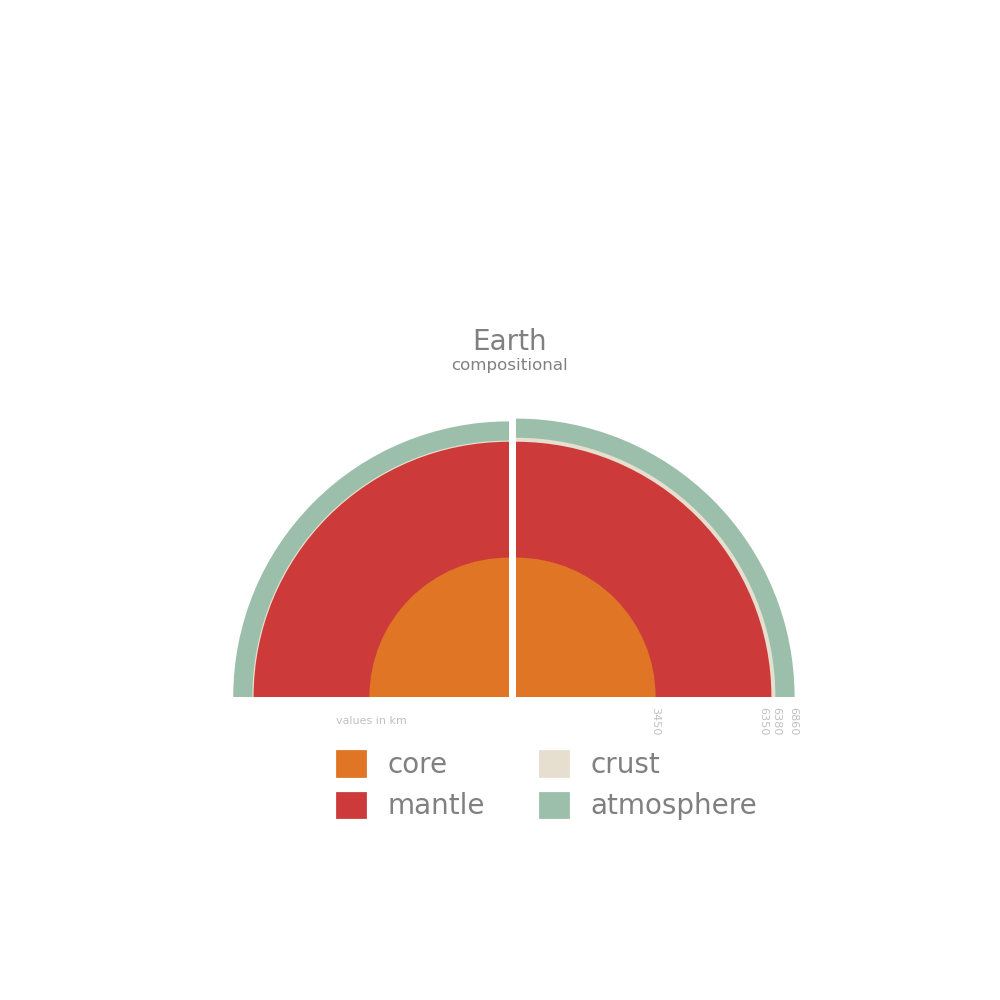 Earth
compositional
values in km
3450
6350
6380
6860
core
crust
mantle
atmosphere